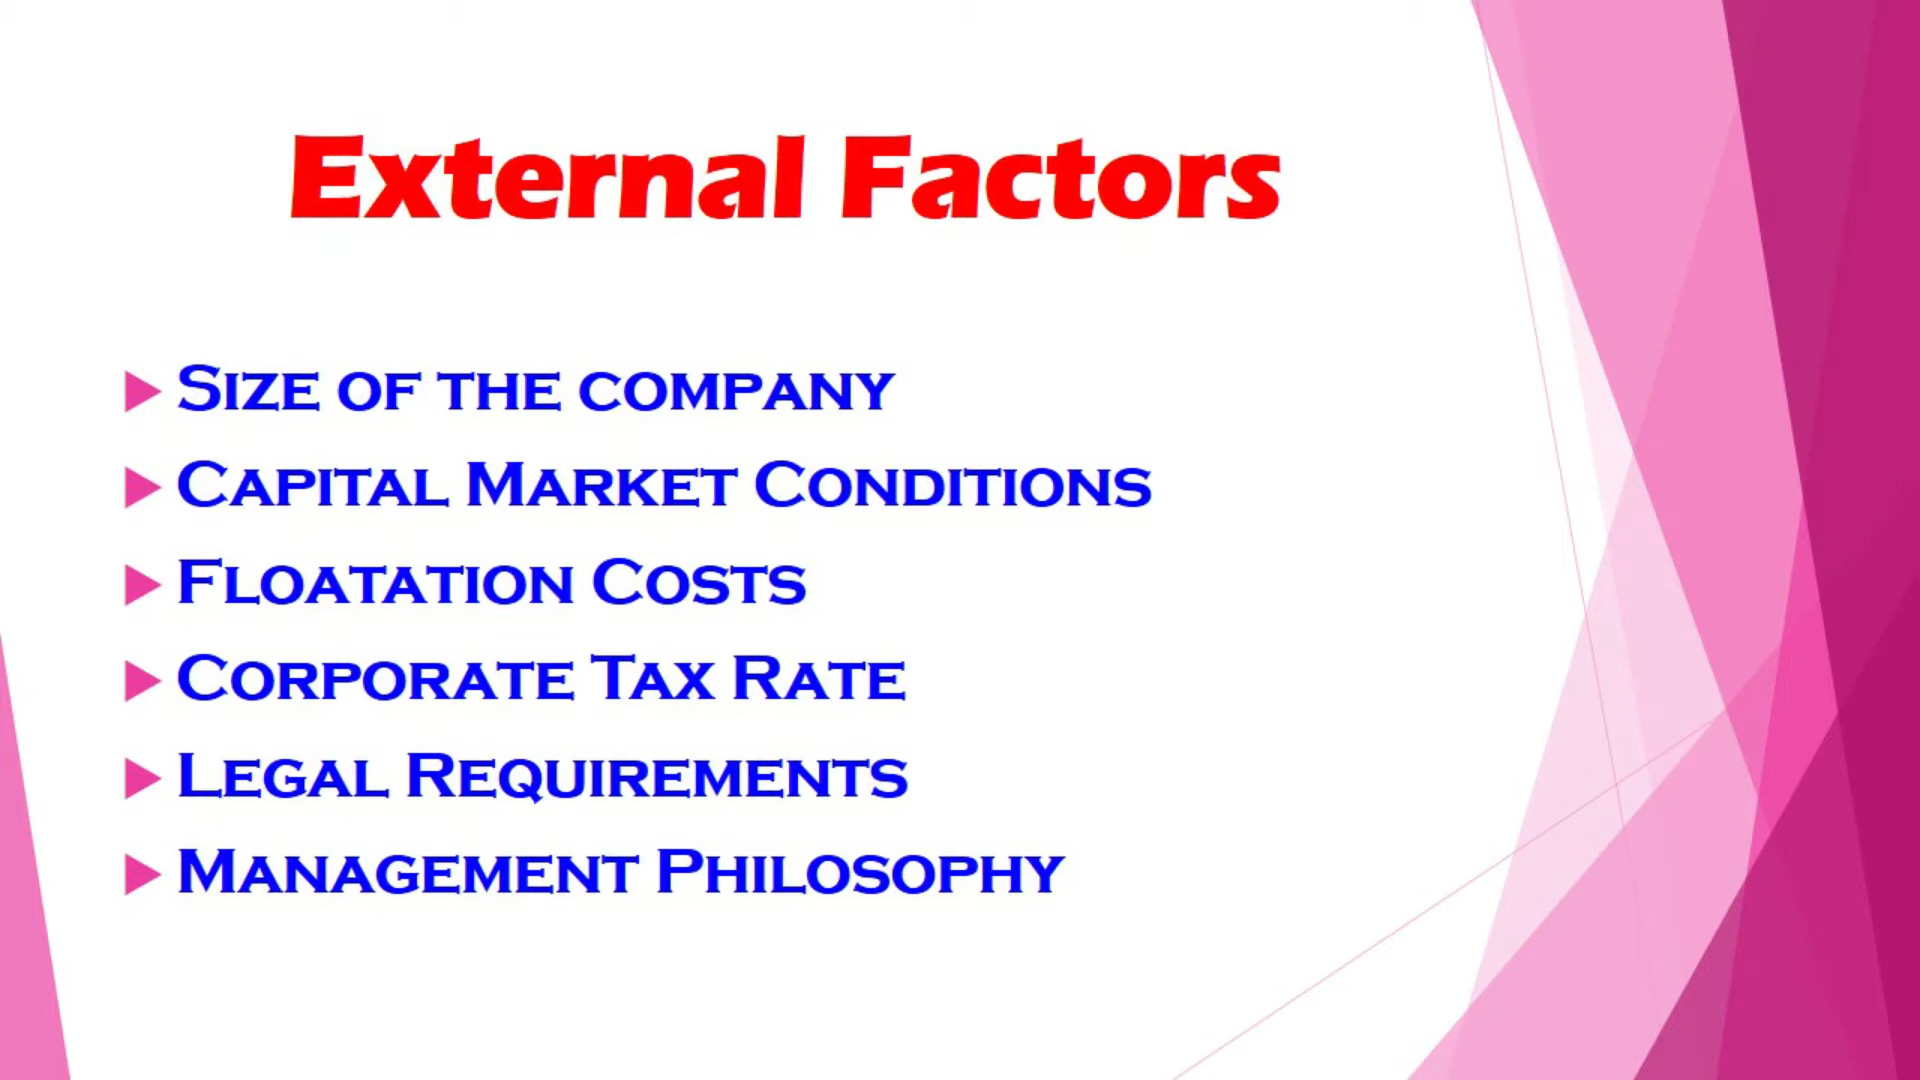 External Factors
Size of the company
Capital Market Conditions
Floatation Costs
Corporate Tax Rate
Legal Requirements
Management Philosophy